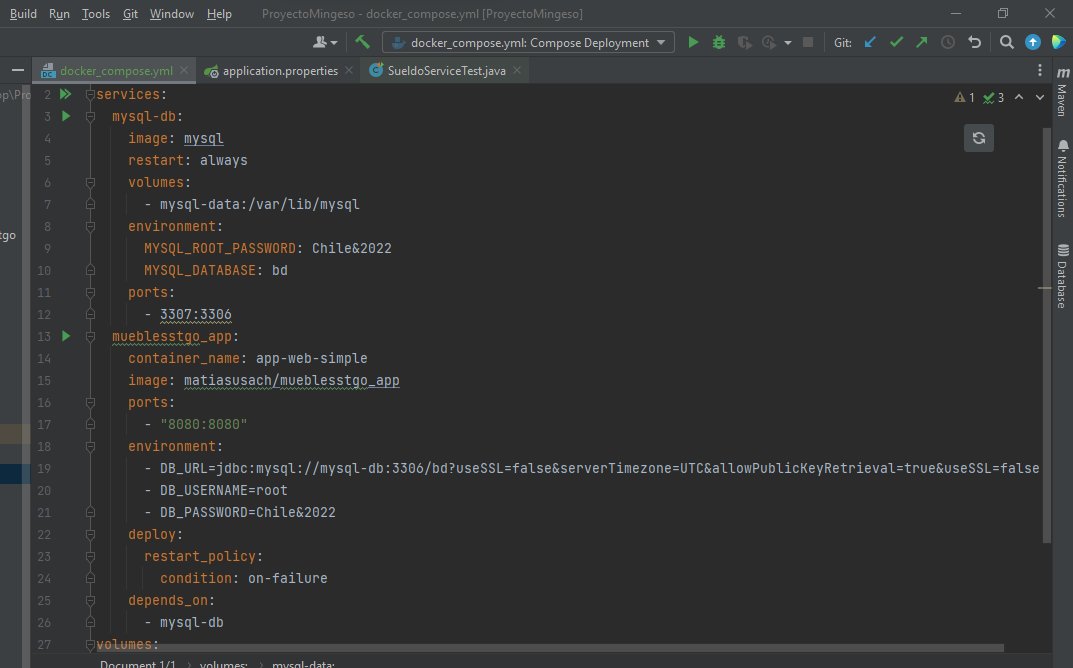 Build Run Tools Git Window Help ProyectoMingeso - docker_compose.yml [ProyectoMingeso]
docker_compose.yml: Compose Deployment Git:
docker_compose.yml application.properties SueldoServiceTest.java
2 services: 1 3
3 mysql-db:
4 image: mysql
5 restart: always
6 volumes:
7 - mysql-data:/var/lib/mysql
8 environment:
9 MYSQL_ROOT_PASSWORD: Chile&2022
10 MYSQL_DATABASE: bd
11 ports:
12 - 3307:3306
13 mueblesstgo_app:
14 container_name: app-web-simple
15 image: matiasusach/mueblesstgo_app
16 ports:
17 - "8080:8080"
18 environment:
19 - DB_URL=jdbc:mysql://mysql-db:3306/bd?useSSL=false&serverTimezone=UTC&allowPublicKeyRetrieval=true&useSSL=false
20 - DB_USERNAME=root
21 - DB_PASSWORD=Chile&2022
22 deploy:
23 restart_policy:
24 condition: on-failure
25 depends_on:
26 - mysql-db
27 volumes:
Document 1/1 › volumes: › mysql-data:
tgo
m
Maven
Notifications
Database